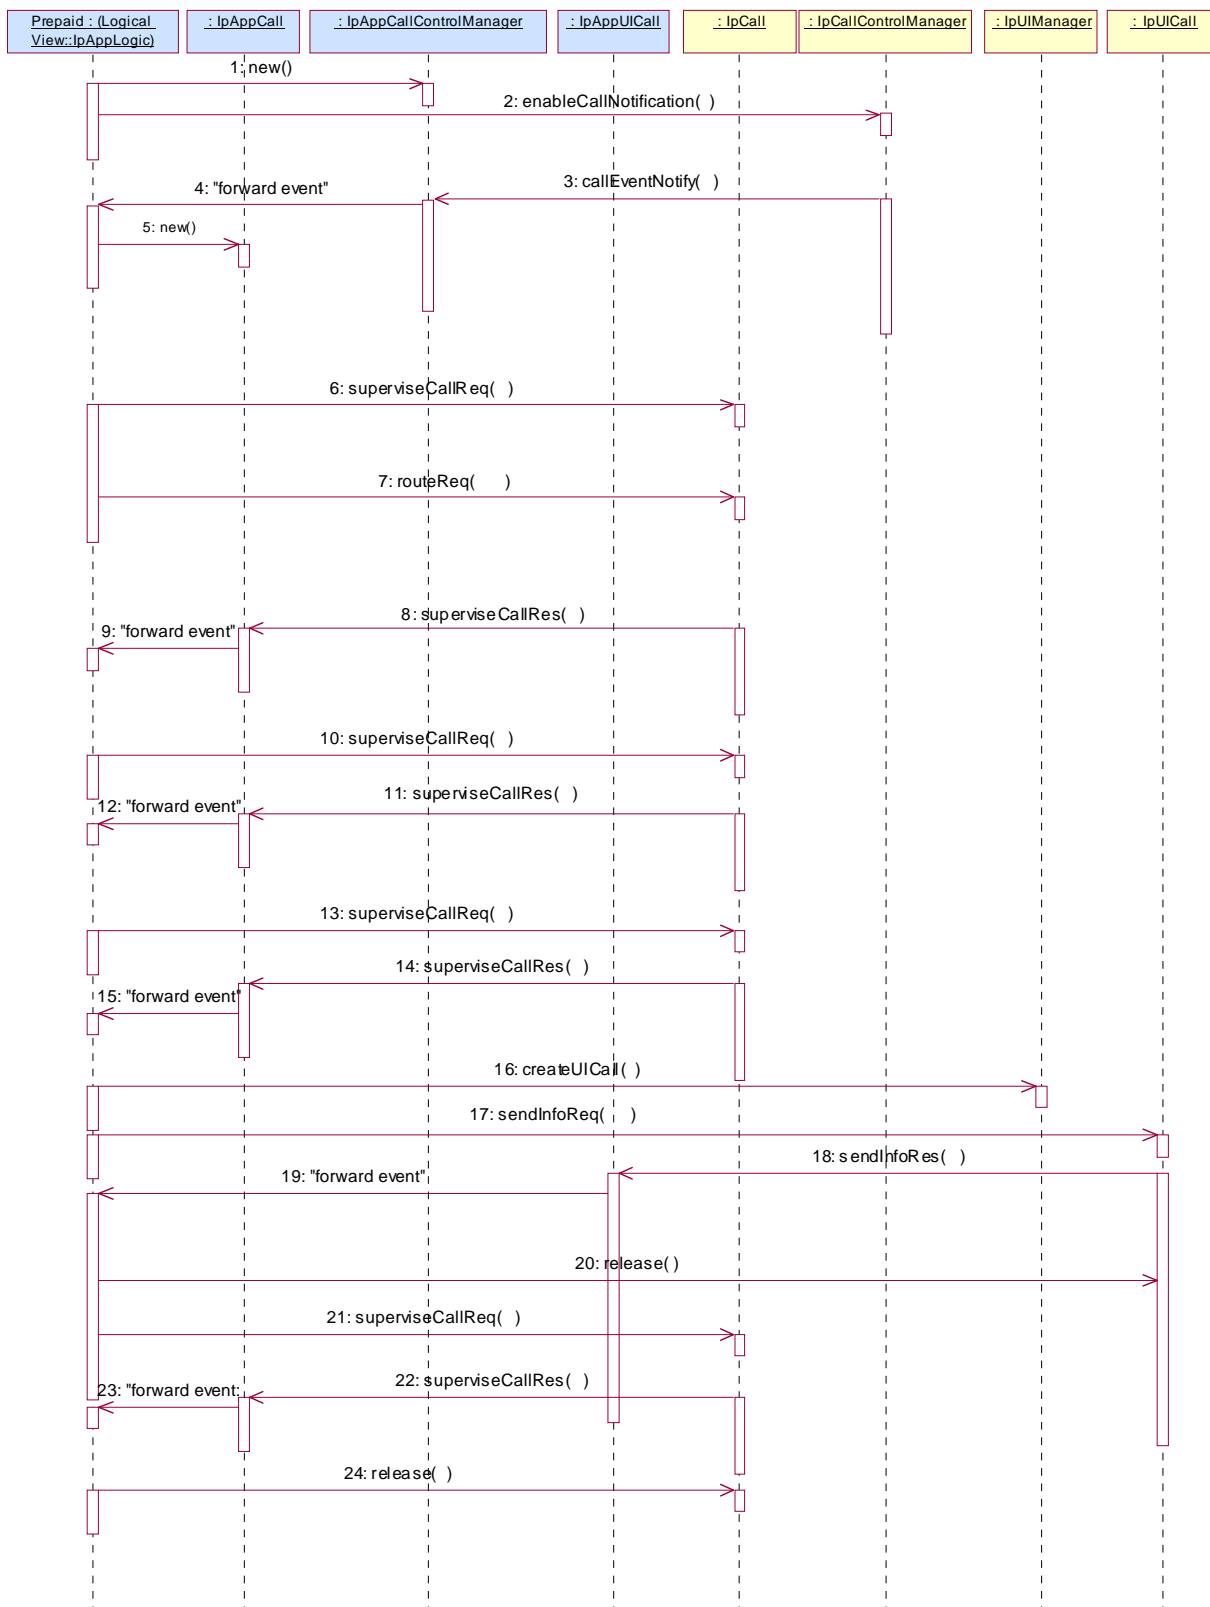 Prepaid : (Logical
View::IpAppLogic)
: IpAppCall
: IpAppCallControlManager
: IpAppUICall
: IpCall
: IpCallControlManager
: IpUIManager
: IpUICall
1: new()
2: enableCallNotification( )
3: callEventNotify( )
4: "forward event"
5: new()
6: superviseCallReq( )
7: routeReq( )
8: superviseCallRes( )
9: "forward event"
10: superviseCallReq( )
11: superviseCallRes( )
12: "forward event"
13: superviseCallReq( )
14: superviseCallRes( )
15: "forward event"
16: createUICall( )
17: sendInfoReq( )
18: sendInfoRes( )
19: "forward event"
20: release( )
21: superviseCallReq( )
22: superviseCallRes( )
23: "forward event:
24: release( )